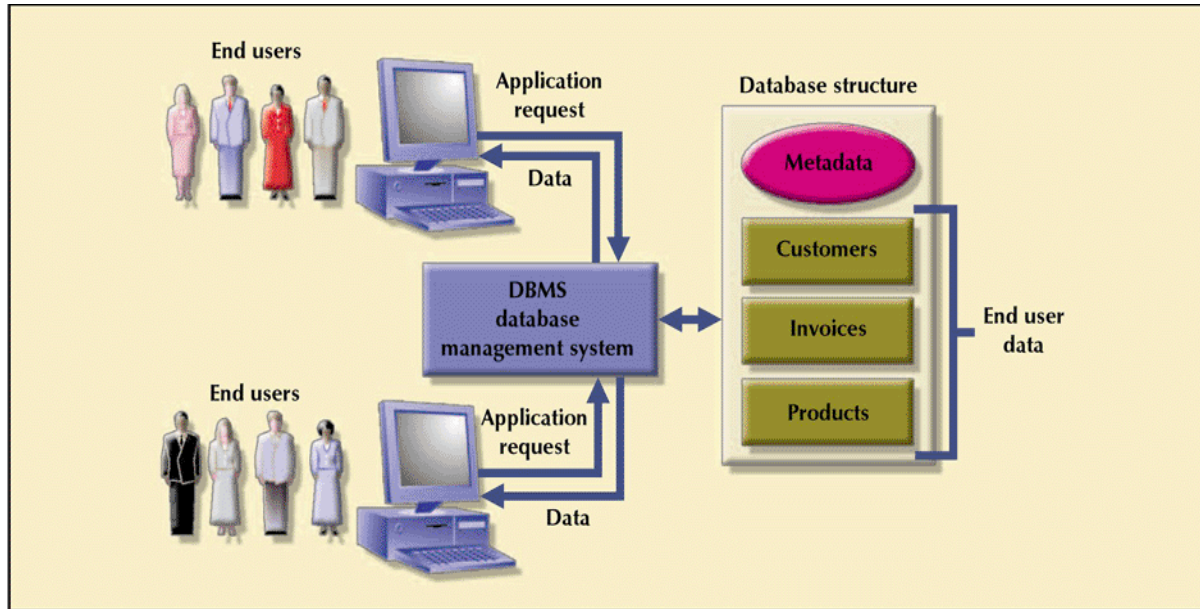 End users
Application
request
Data
Database structure
Metadata
Customers
Invoices
Products
End user
data
DBMS
database
management system
End users
Application
request
Data